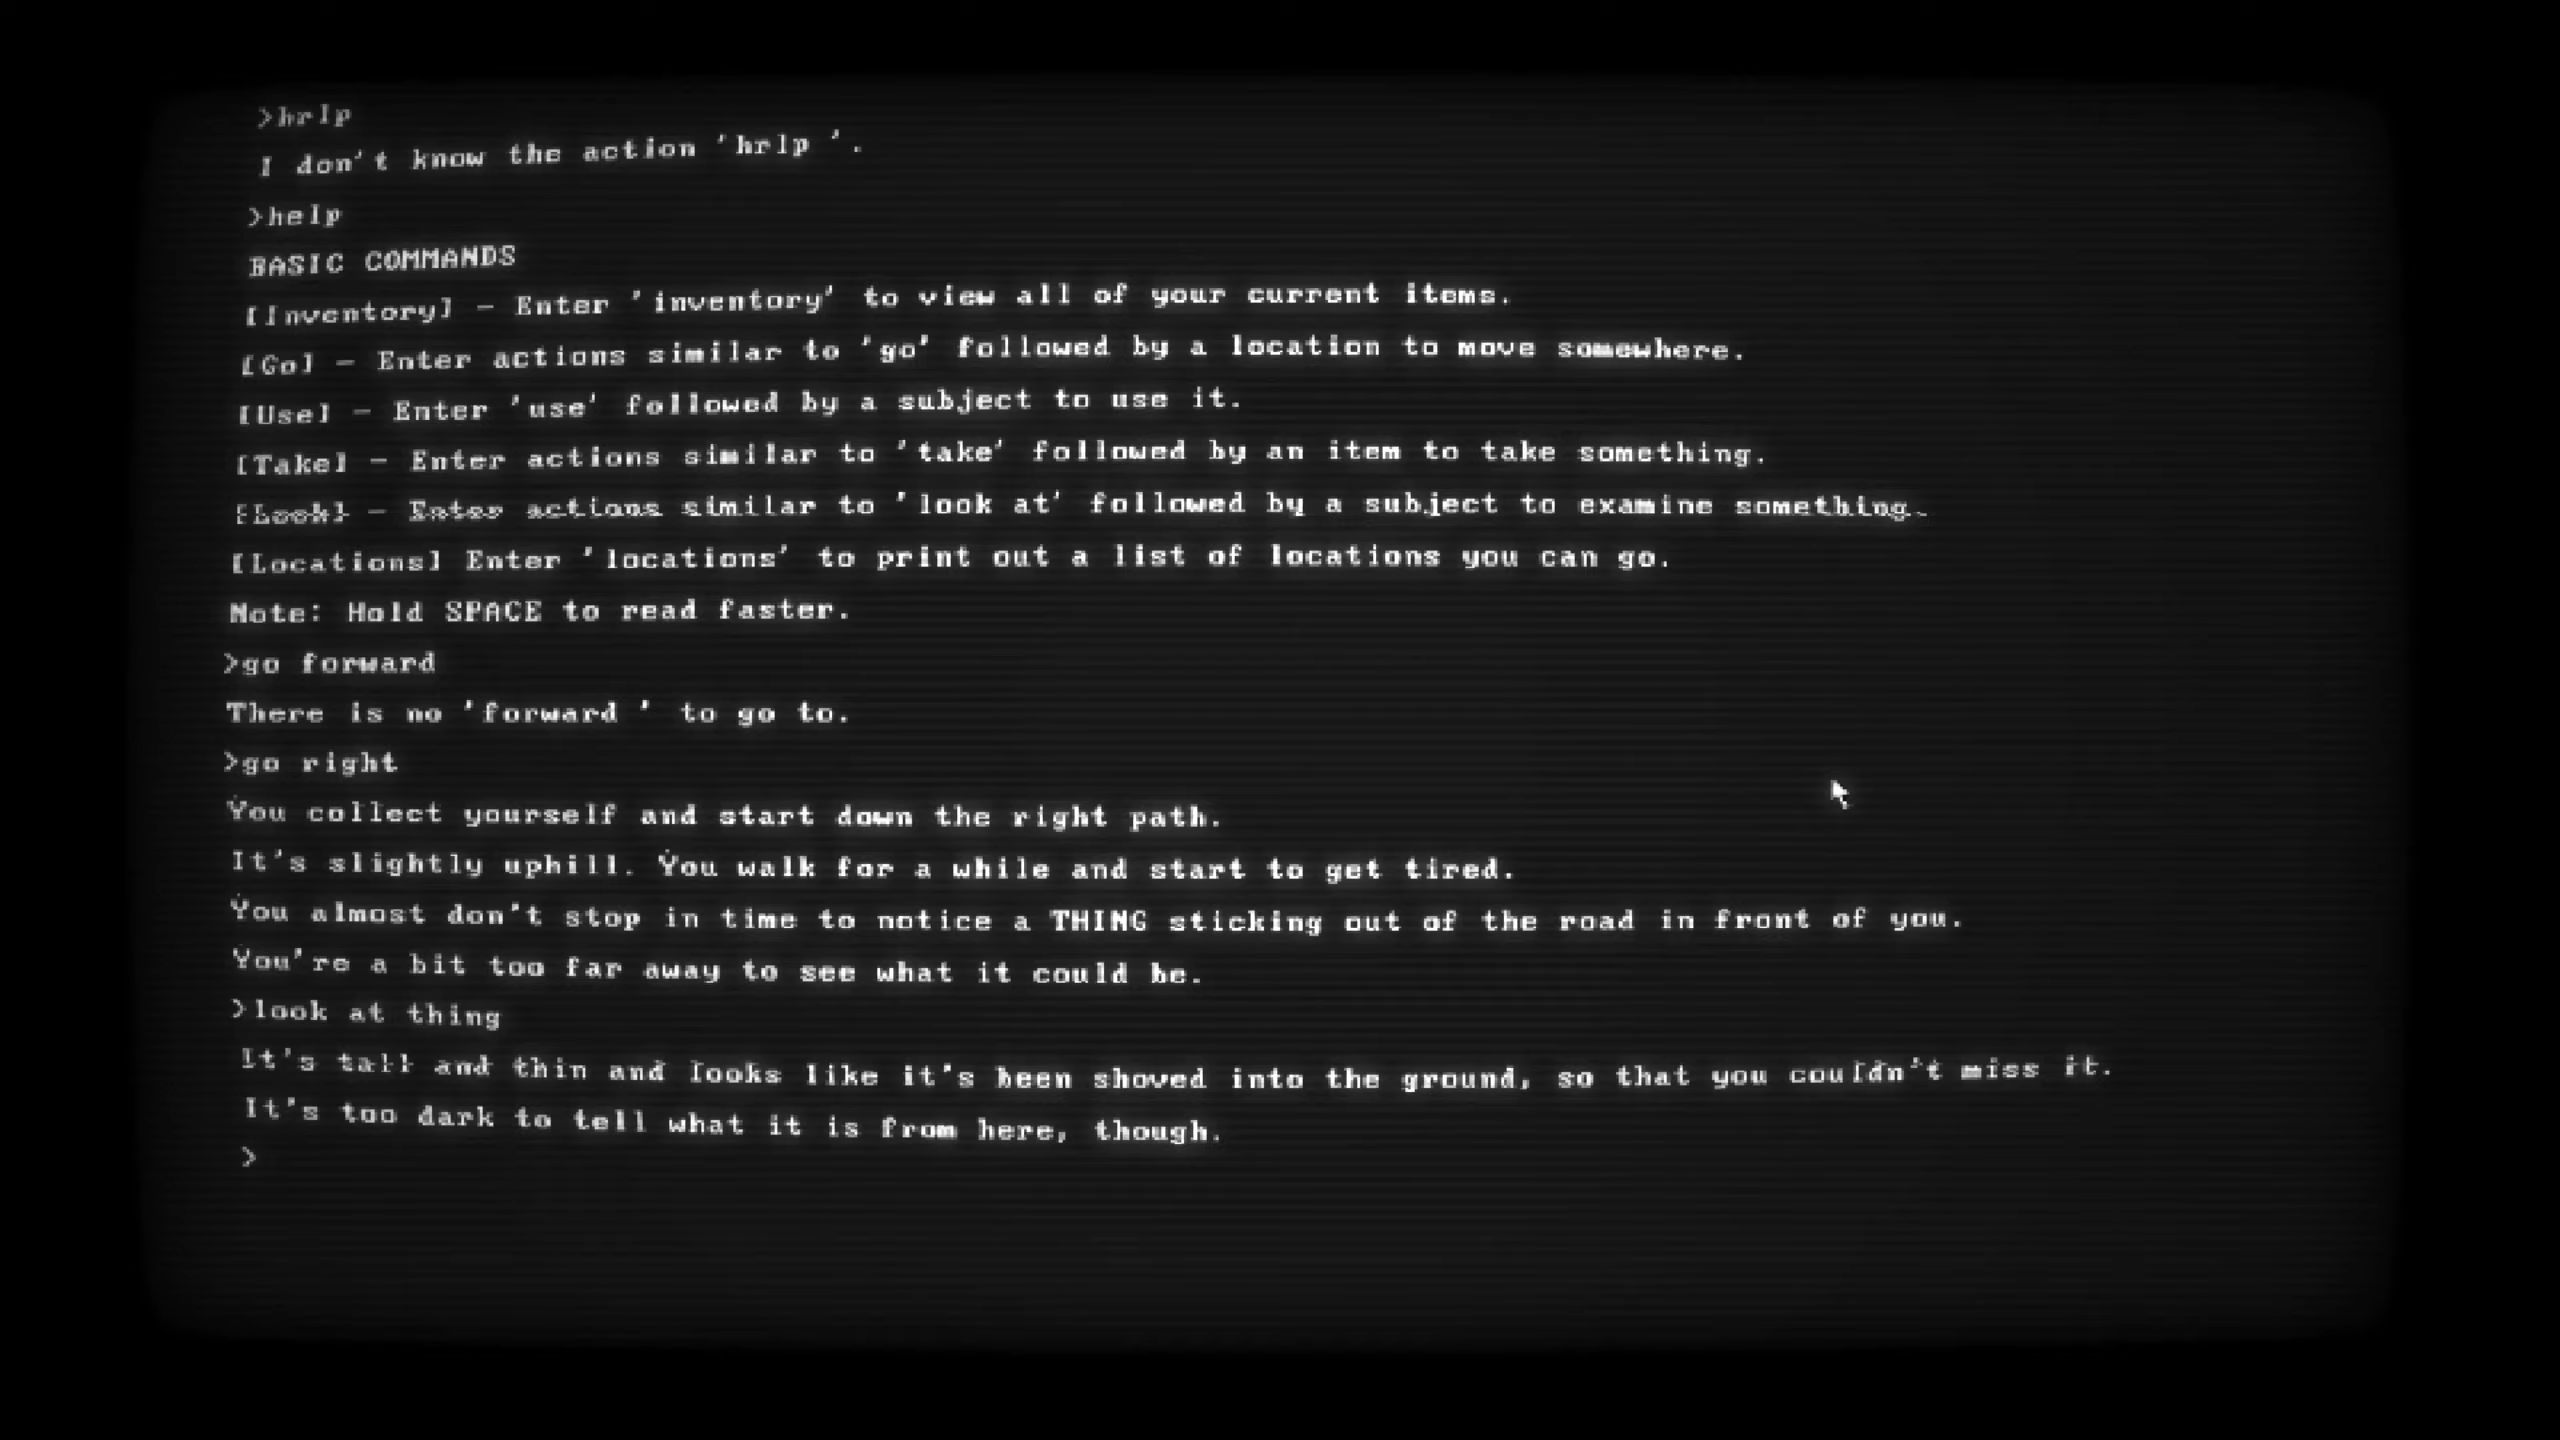 >hrlp
I don't know the action 'hrlp '.
>help
BASIC COMMANDS
[Inventory] - Enter 'inventory' to view all of your current items.
[Go] - Enter actions similar to 'go' followed by a location to move somewhere.
[Use] - Enter 'use' followed by a subject to use it.
[Take] - Enter actions similar to 'take' followed by an item to take something.
[Look] - Enter actions similar to 'look at' followed by a subject to examine something.
[Locations] Enter 'locations' to print out a list of locations you can go.
Note: Hold SPACE to read faster.
>go forward
There is no 'forward ' to go to.
>go right
You collect yourself and start down the right path.
It's slightly uphill. You walk for a while and start to get tired.
You almost don't stop in time to notice a THING sticking out of the road in front of you.
You're a bit too far away to see what it could be.
>look at thing
It's tall and thin and looks like it's been shoved into the ground, so that you couldn't miss it.
It's too dark to tell what it is from here, though.
>